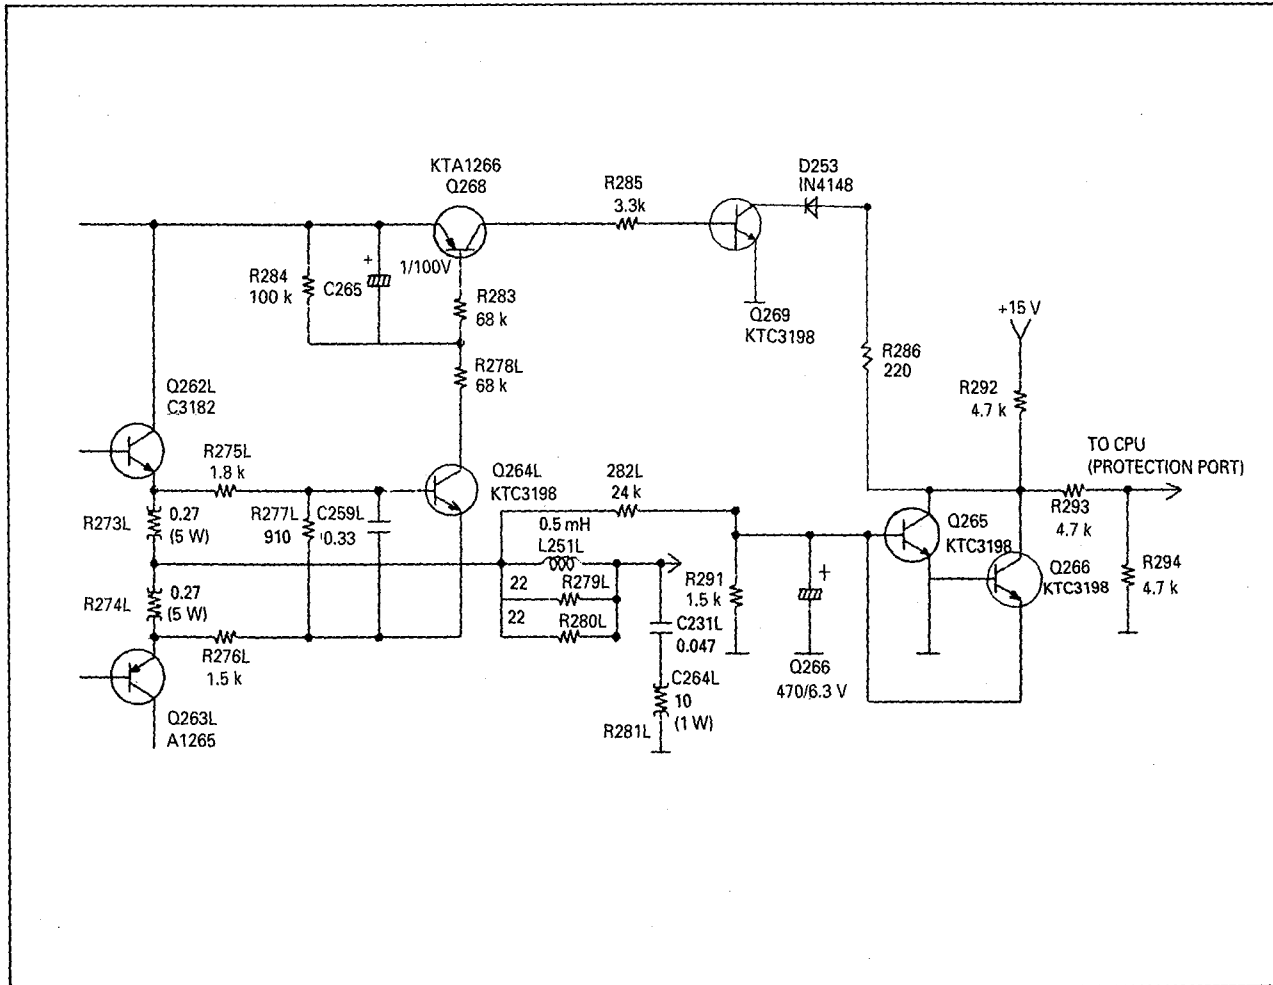 KTA1266
Q268
R285
3.3k
D253
IN4148
1/100V
R284
100 k
C265
+
R283
68 k
Q269
KTC3198
+15 V
R286
220
R278L
68 k
R292
4.7 k
Q262L
C3182
R275L
1.8 k
Q264L
KTC3198
282L
24 k
TO CPU
(PROTECTION PORT)
R273L
0.27
(5 W)
R277L
910
C259L
0.33
0.5 mH
L251L
Q265
KTC3198
R293
4.7 k
R274L
0.27
(5 W)
22
R279L
22
R280L
R291
1.5 k
+
Q266
KTC3198
R294
4.7 k
R276L
1.5 k
C231L
0.047
Q266
470/6.3 V
C264L
10
(1 W)
R281L
Q263L
A1265